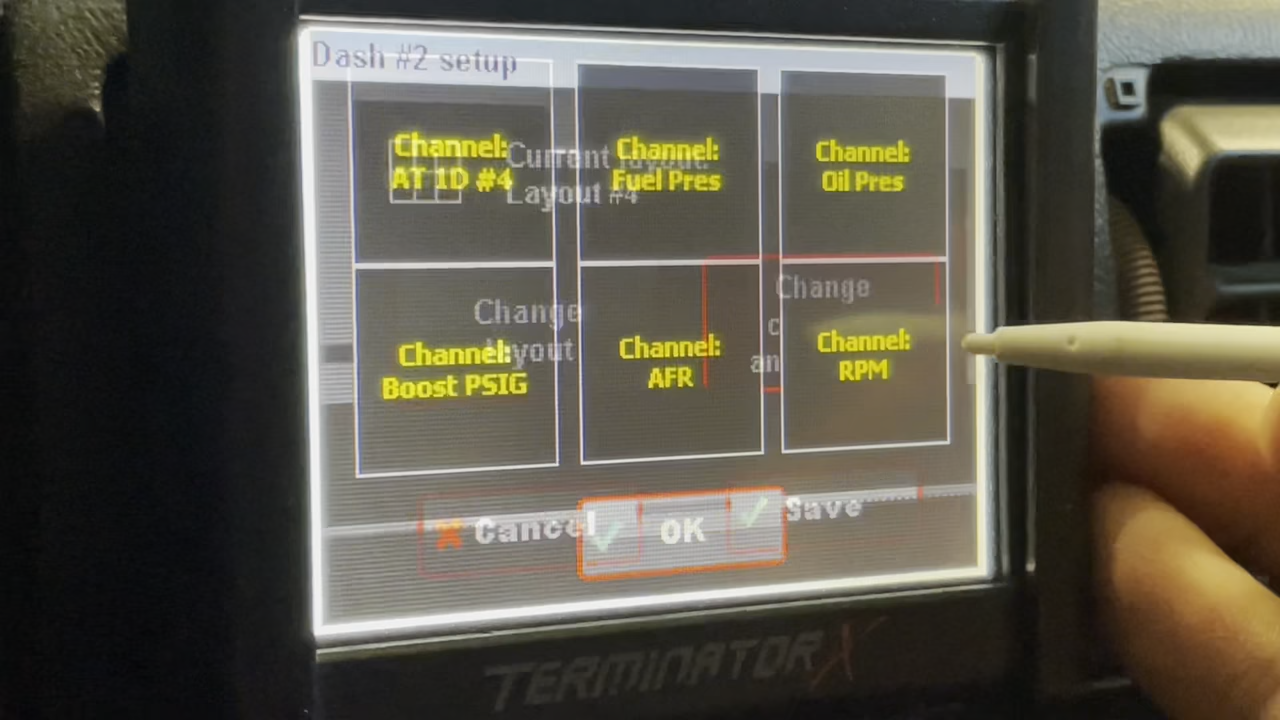 Dash #2 setup
Channel:
AT 1D #4
Current layout:
Layout #4
Channel:
Fuel Pres
Channel:
Oil Pres
Change
layout
Channel:
Boost PSIG
Channel:
AFR
Change
Channel:
RPM
Cancel
OK
Save
TERMINATOR X